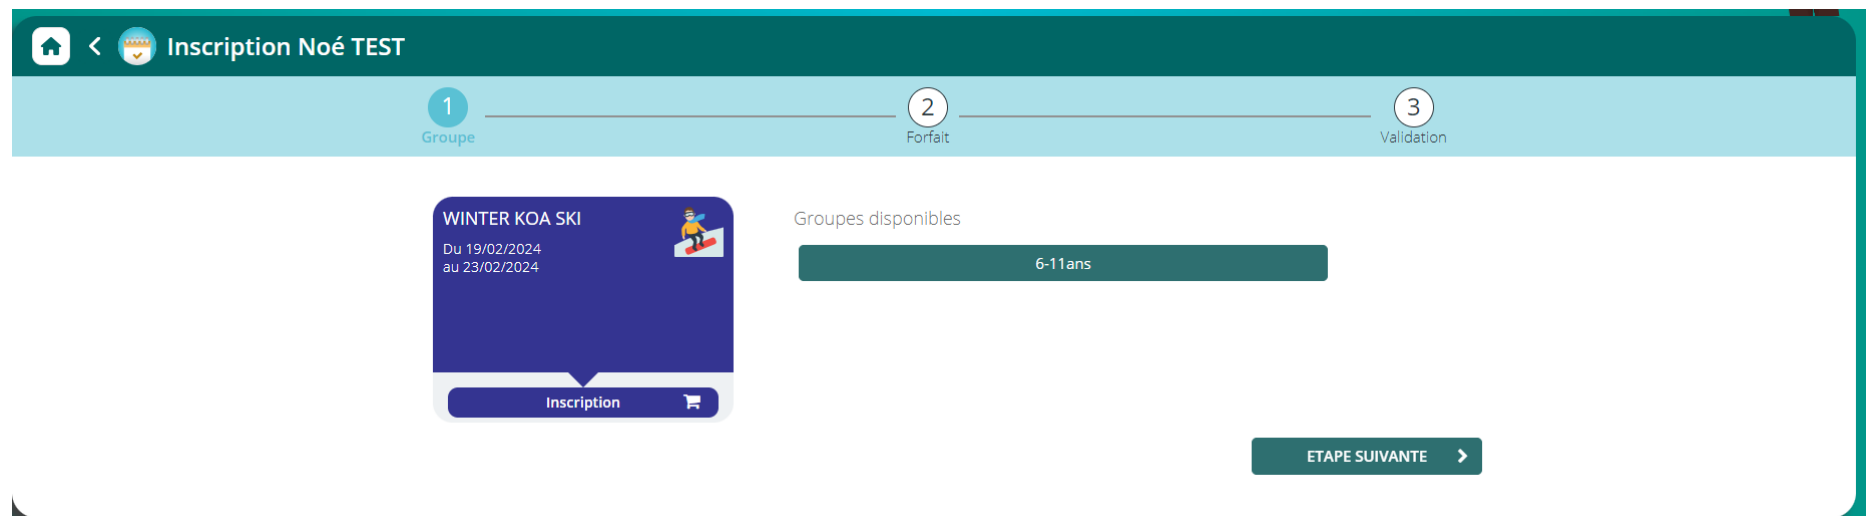 Inscription Noé TEST
1
Groupe
2
Forfait
3
Validation
WINTER KOA SKI
Du 19/02/2024
au 23/02/2024
Inscription
Groupes disponibles
6-11ans
ETAPE SUIVANTE